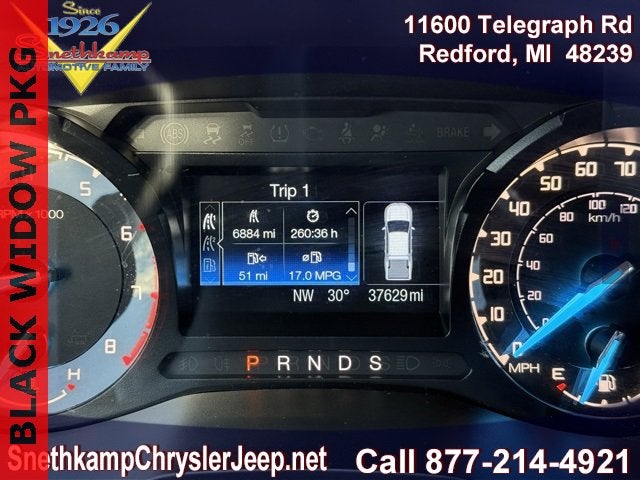 Since
1926
Snethkamp
AUTOMOTIVE FAMILY
11600 Telegraph Rd
Redford, MI 48239
BLACK WIDOW PKG
ABS
OFF
BRAKE
Trip 1
6884 mi
260:36 h
51 mi
17.0 MPG
NW 30° 37629mi
RPM x1000
5
6
7
8
H
P R N D S
0
10
20
30
40
50
60
70
0
20
40
60
80
100
120
km/h
MPH
E
SnethkampChryslerJeep.net
Call 877-214-4921